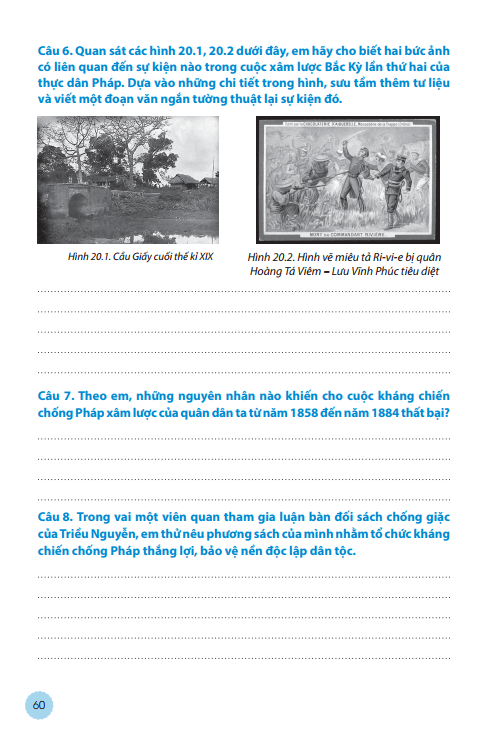 Câu 6. Quan sát các hình 20.1, 20.2 dưới đây, em hãy cho biết hai bức ảnh
có liên quan đến sự kiện nào trong cuộc xâm lược Bắc Kỳ lần thứ hai của
thực dân Pháp. Dựa vào những chi tiết trong hình, sưu tầm thêm tư liệu
và viết một đoạn văn ngắn tường thuật lại sự kiện đó.
MORT DU COMMANDANT RIVIÈRE.
Hình 20.1. Cầu Giấy cuối thế kỉ XIX
Hình 20.2. Hình vẽ miêu tả Ri-vi-e bị quân
Hoàng Tá Viêm – Lưu Vĩnh Phúc tiêu diệt
Câu 7. Theo em, những nguyên nhân nào khiến cho cuộc kháng chiến
chống Pháp xâm lược của quân dân ta từ năm 1858 đến năm 1884 thất bại?
Câu 8. Trong vai một viên quan tham gia luận bàn đối sách chống giặc
của Triều Nguyễn, em thử nêu phương sách của mình nhằm tổ chức kháng
chiến chống Pháp thắng lợi, bảo vệ nền độc lập dân tộc.
60